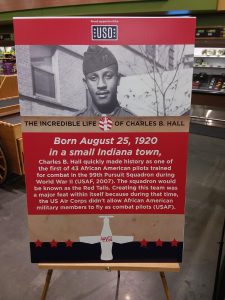 Proud supporter of the
USO
THE INCREDIBLE LIFE OF CHARLES B. HALL
Born August 25, 1920
in a small Indiana town,
Charles B. Hall quickly made history as one
of the first of 43 African American pilots trained
for combat in the 99th Pursuit Squadron during
World War II (USAF, 2007). The squadron would
be known as the Red Tails. Creating this team was
a major feat within itself because during that time,
the US Air Corps didn't allow African American
military members to fly as combat pilots (USAF).
Coca-Cola